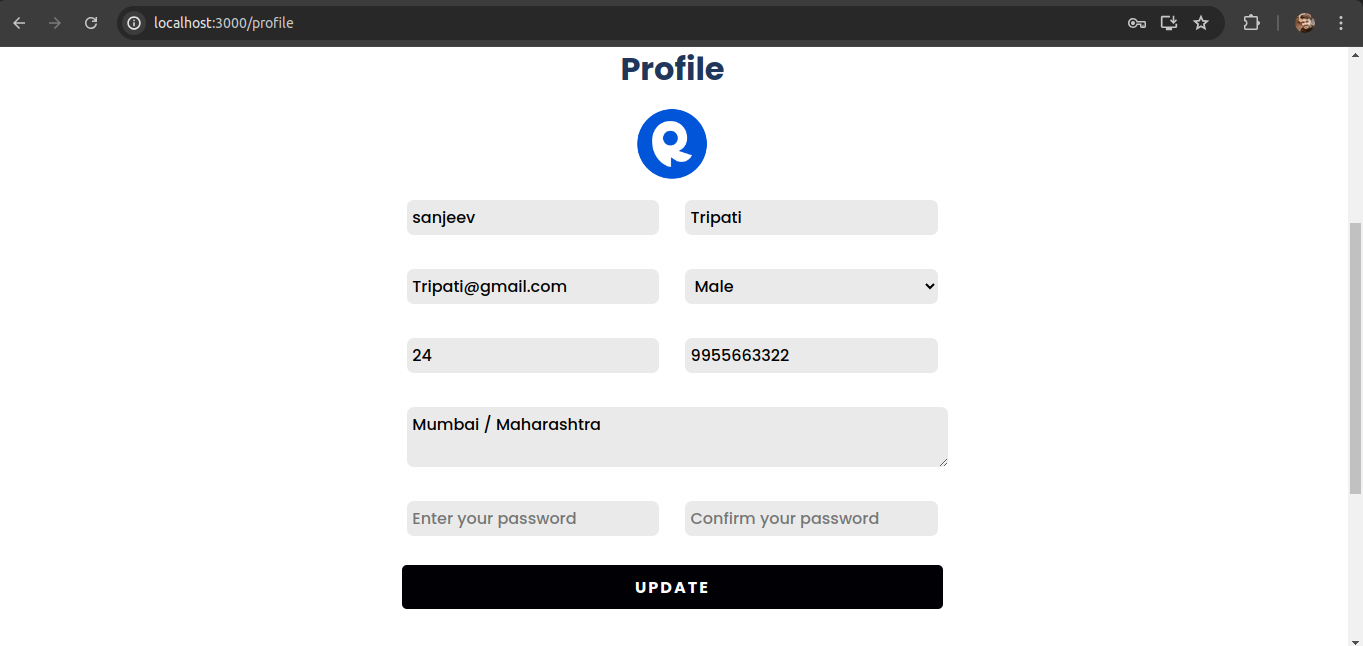 localhost:3000/profile
Profile
sanjeev Tripati
Tripati@gmail.com Male
24 9955663322
Mumbai / Maharashtra
Enter your password Confirm your password
UPDATE